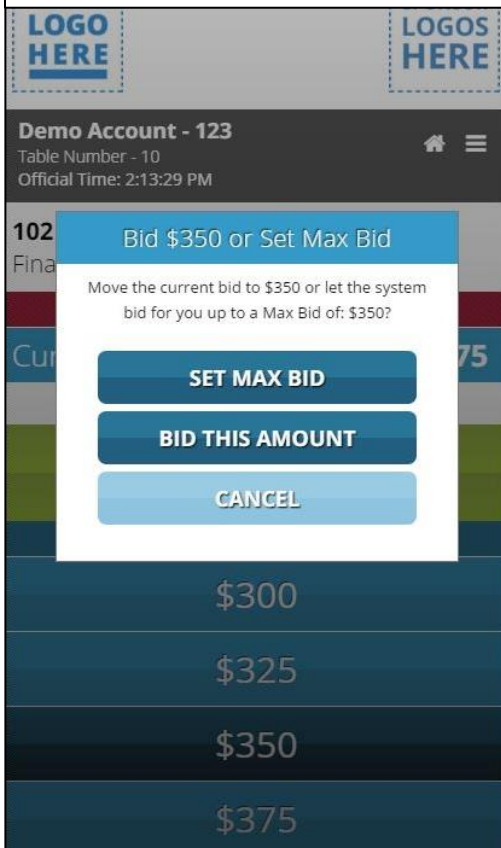 LOGO
HERE
LOGOS
HERE
Demo Account - 123
Table Number - 10
Official Time: 2:13:29 PM
102
Fina
Bid $350 or Set Max Bid
Move the current bid to $350 or let the system
bid for you up to a Max Bid of: $350?
Cur
75
SET MAX BID
BID THIS AMOUNT
CANCEL
$300
$325
$350
$375